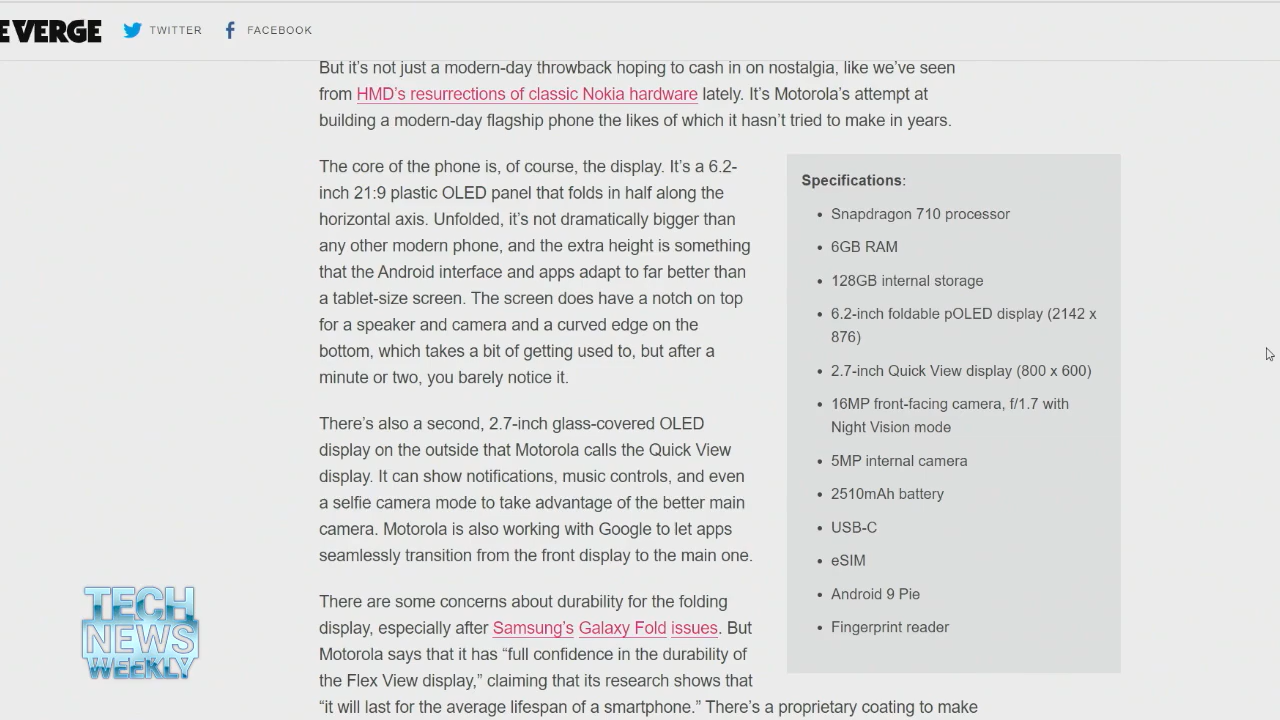 E VERGE
TWITTER
FACEBOOK
But it’s not just a modern-day throwback hoping to cash in on nostalgia, like we’ve seen
from HMD’s resurrections of classic Nokia hardware lately. It’s Motorola’s attempt at
building a modern-day flagship phone the likes of which it hasn’t tried to make in years.
The core of the phone is, of course, the display. It’s a 6.2-
inch 21:9 plastic OLED panel that folds in half along the
horizontal axis. Unfolded, it’s not dramatically bigger than
any other modern phone, and the extra height is something
that the Android interface and apps adapt to far better than
a tablet-size screen. The screen does have a notch on top
for a speaker and camera and a curved edge on the
bottom, which takes a bit of getting used to, but after a
minute or two, you barely notice it.
There’s also a second, 2.7-inch glass-covered OLED
display on the outside that Motorola calls the Quick View
display. It can show notifications, music controls, and even
a selfie camera mode to take advantage of the better main
camera. Motorola is also working with Google to let apps
seamlessly transition from the front display to the main one.
There are some concerns about durability for the folding
display, especially after Samsung’s Galaxy Fold issues. But
Motorola says that it has “full confidence in the durability of
the Flex View display,” claiming that its research shows that
“it will last for the average lifespan of a smartphone.” There’s a proprietary coating to make
Specifications:
• Snapdragon 710 processor
• 6GB RAM
• 128GB internal storage
• 6.2-inch foldable pOLED display (2142 x
876)
• 2.7-inch Quick View display (800 x 600)
• 16MP front-facing camera, f/1.7 with
Night Vision mode
• 5MP internal camera
• 2510mAh battery
• USB-C
• eSIM
• Android 9 Pie
• Fingerprint reader
TECH
NEWS
WEEKLY